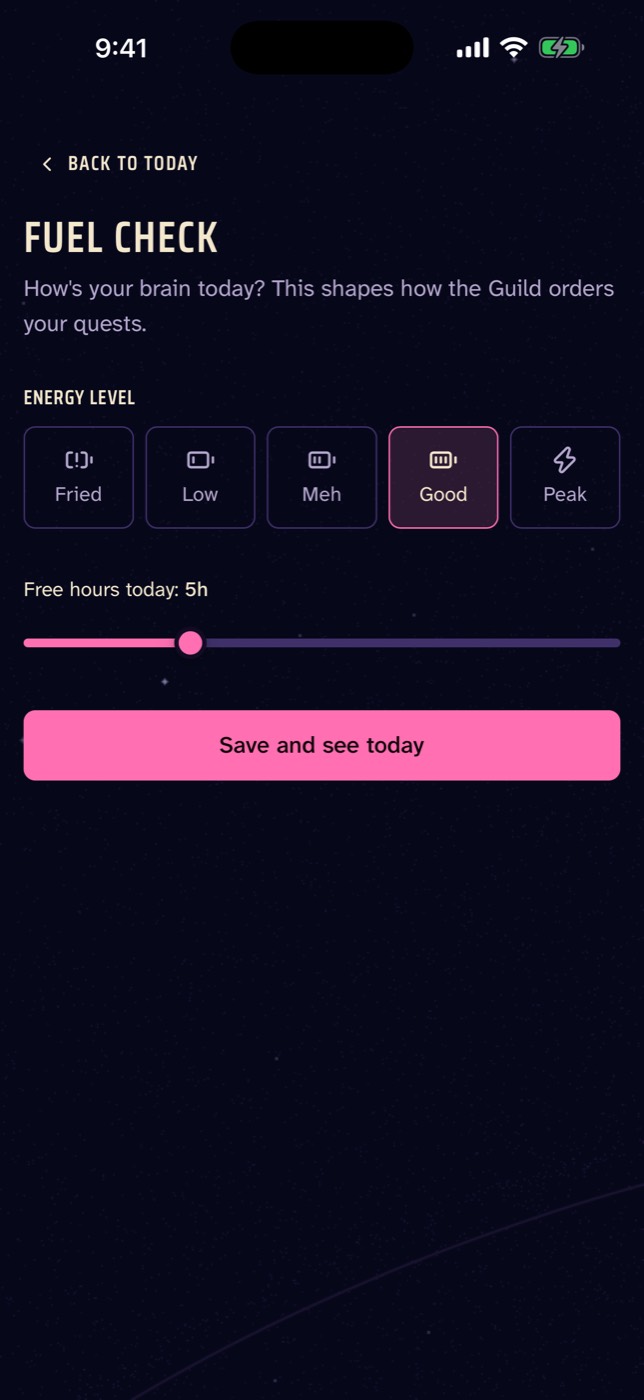 9:41
BACK TO TODAY
FUEL CHECK
How's your brain today? This shapes how the Guild orders
your quests.
ENERGY LEVEL
Fried Low Meh Good Peak
Free hours today: 5h
Save and see today